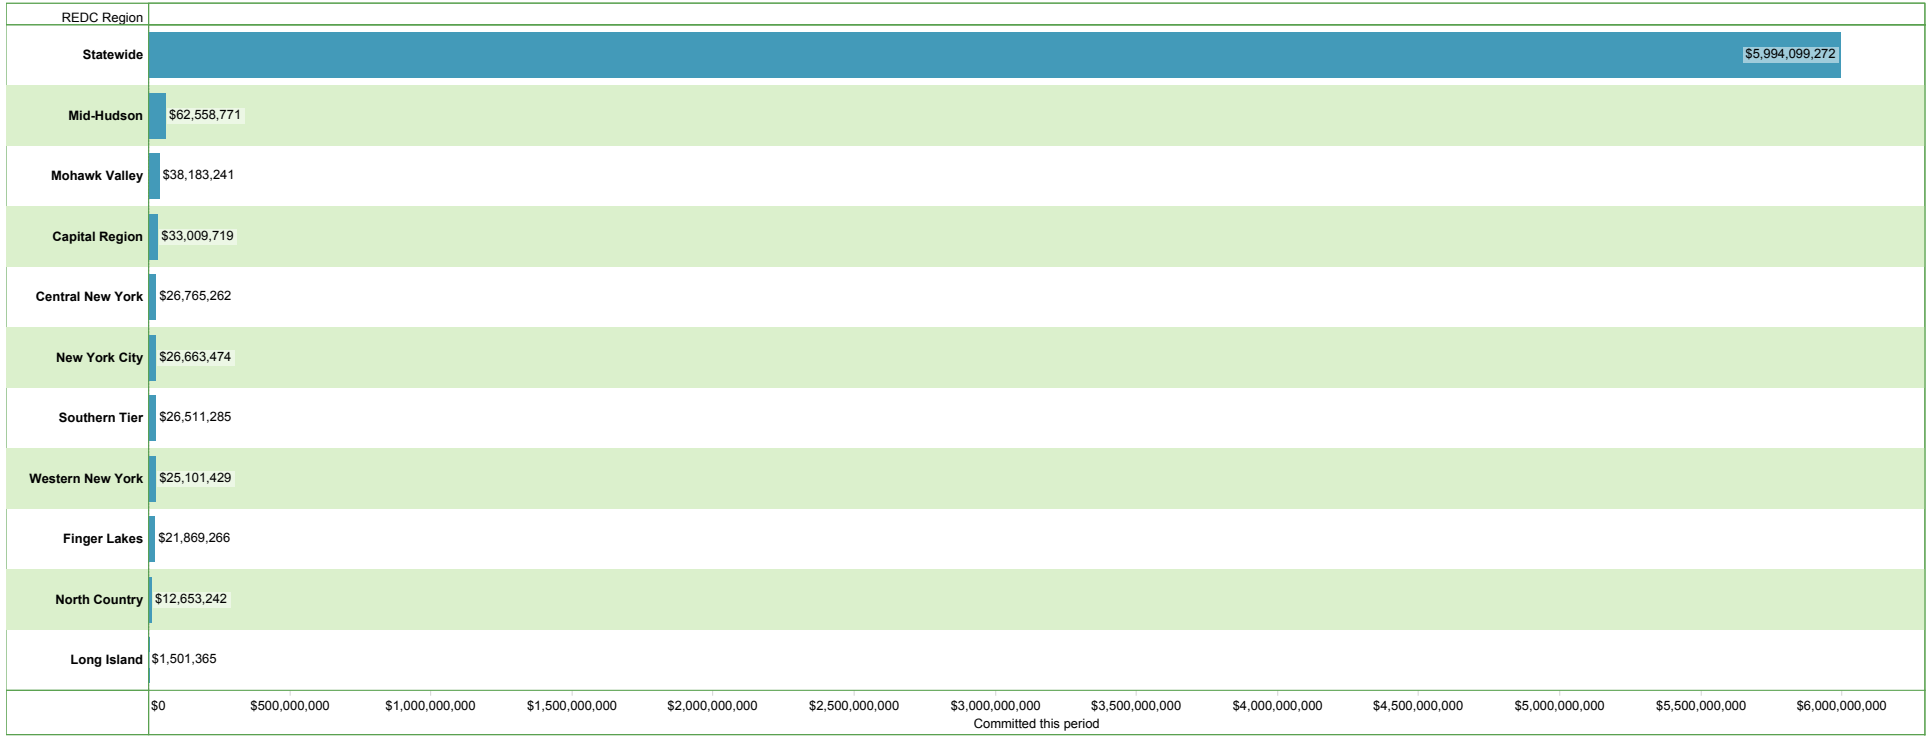 REDC Region
Statewide $5,994,099,272
Mid-Hudson $62,558,771
Mohawk Valley $38,183,241
Capital Region $33,009,719
Central New York $26,765,262
New York City $26,663,474
Southern Tier $26,511,285
Western New York $25,101,429
Finger Lakes $21,869,266
North Country $12,653,242
Long Island $1,501,365
$0 $500,000,000 $1,000,000,000 $1,500,000,000 $2,000,000,000 $2,500,000,000 $3,000,000,000 $3,500,000,000 $4,000,000,000 $4,500,000,000 $5,000,000,000 $5,500,000,000 $6,000,000,000
Committed this period